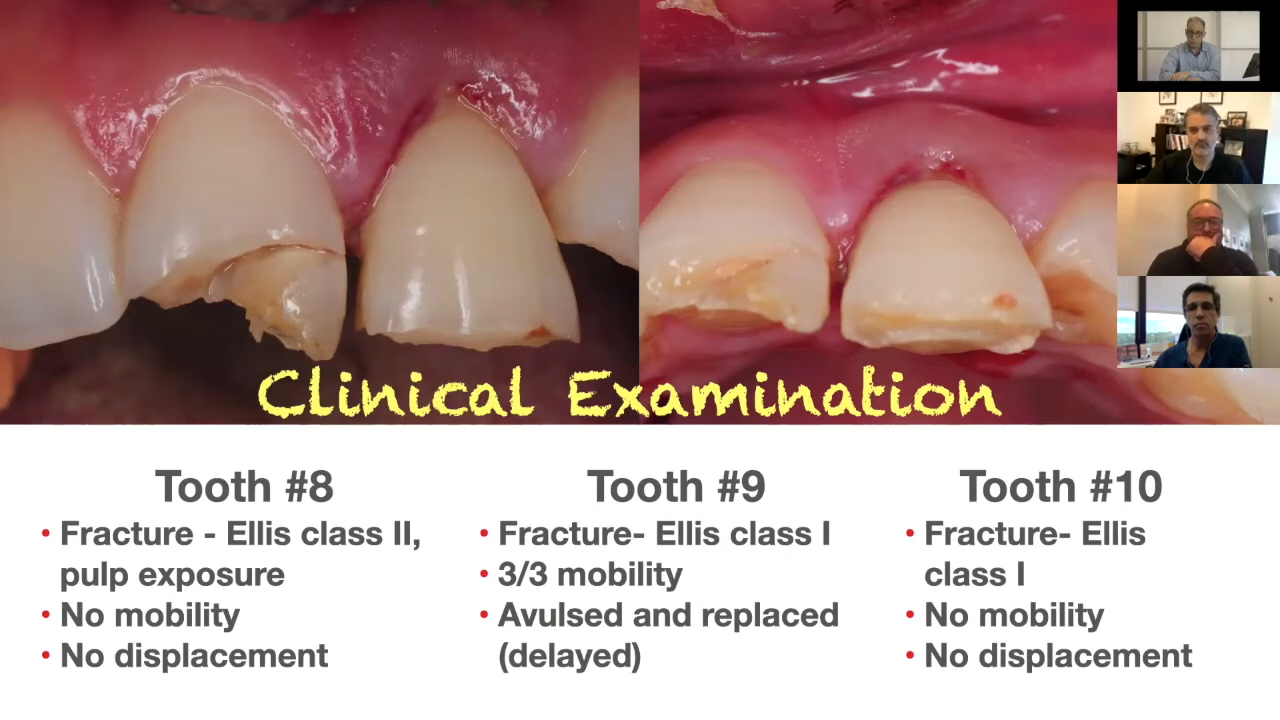 Clinical Examination
Tooth #8
• Fracture - Ellis class II,
pulp exposure
• No mobility
• No displacement
Tooth #9
• Fracture- Ellis class I
• 3/3 mobility
• Avulsed and replaced
(delayed)
Tooth #10
• Fracture- Ellis
class I
• No mobility
• No displacement